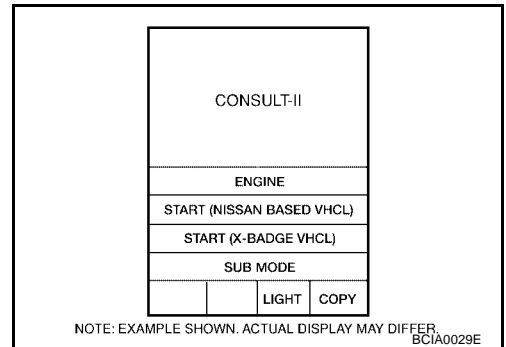 CONSULT-II
ENGINE
START (NISSAN BASED VHCL)
START (X-BADGE VHCL)
SUB MODE
LIGHT COPY
NOTE: EXAMPLE SHOWN. ACTUAL DISPLAY MAY DIFFER.
BCIA0029E